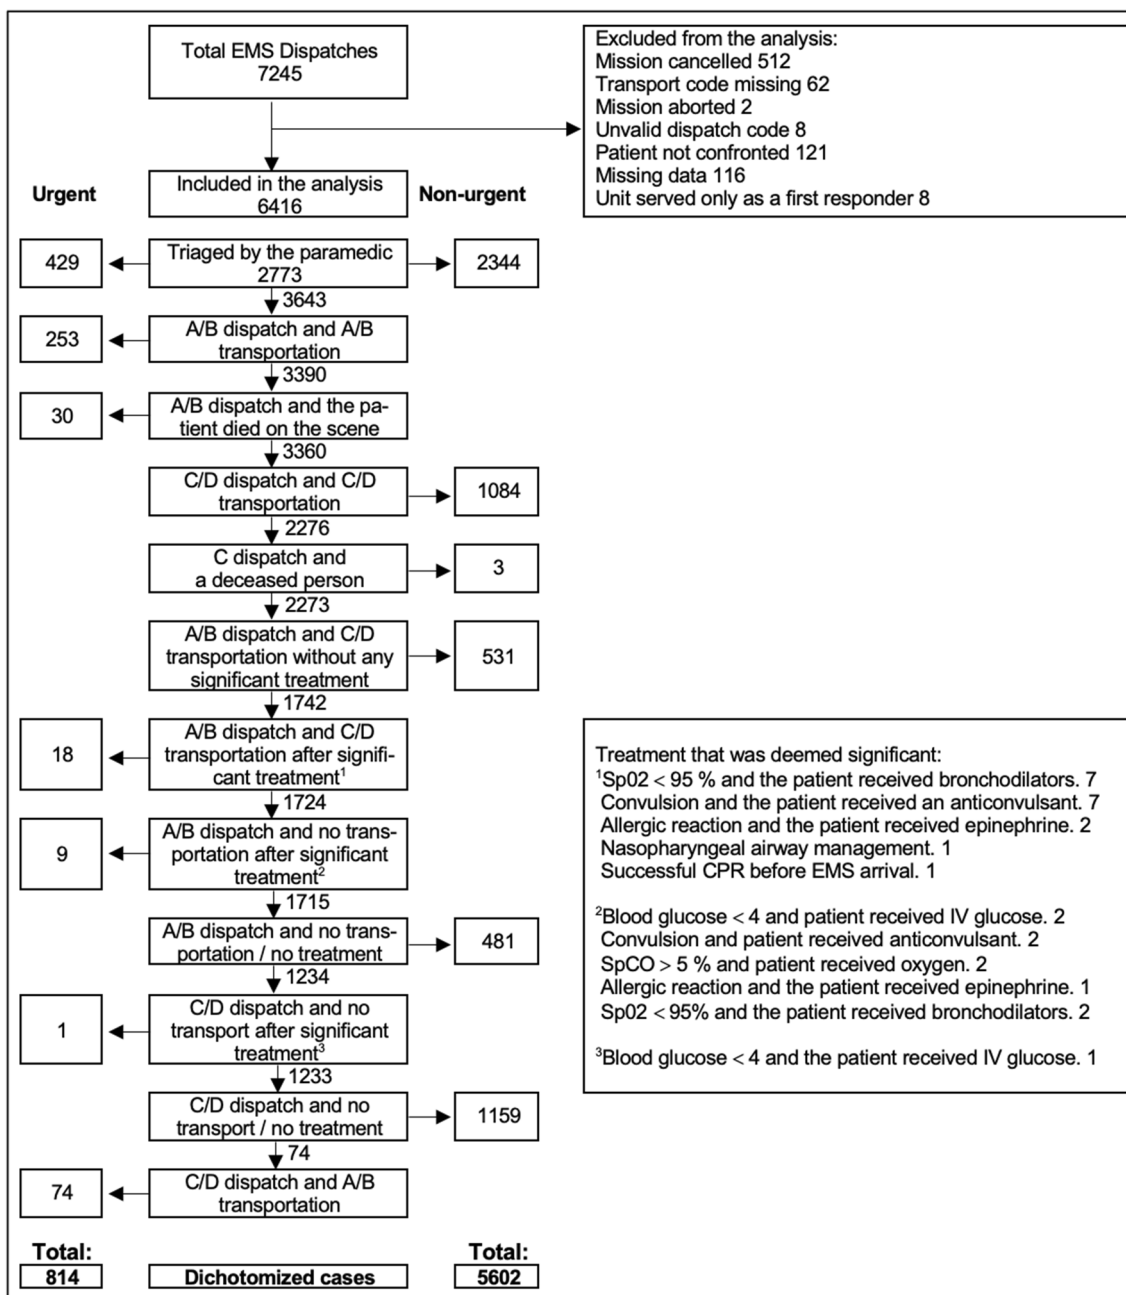 Total EMS Dispatches
7245
Excluded from the analysis:
Mission cancelled 512
Transport code missing 62
Mission aborted 2
Unvalid dispatch code 8
Patient not confronted 121
Missing data 116
Unit served only as a first responder 8
Urgent
Included in the analysis
6416
Non-urgent
429
Triaged by the paramedic
2773
2344
3643
253
A/B dispatch and A/B
transportation
3390
30
A/B dispatch and the pa-
tient died on the scene
3360
C/D dispatch and C/D
transportation
1084
2276
C dispatch and
a deceased person
3
2273
A/B dispatch and C/D
transportation without any
significant treatment
531
1742
18
A/B dispatch and C/D
transportation after signifi-
cant treatment¹
1724
9
A/B dispatch and no trans-
portation after significant
treatment²
1715
A/B dispatch and no trans-
portation / no treatment
481
1234
1
C/D dispatch and no
transport after significant
treatment³
1233
C/D dispatch and no
transport / no treatment
1159
74
74
C/D dispatch and A/B
transportation
Treatment that was deemed significant:
¹Sp02 < 95 % and the patient received bronchodilators. 7
Convulsion and the patient received an anticonvulsant. 7
Allergic reaction and the patient received epinephrine. 2
Nasopharyngeal airway management. 1
Successful CPR before EMS arrival. 1
²Blood glucose < 4 and patient received IV glucose. 2
Convulsion and patient received anticonvulsant. 2
SpCO > 5 % and patient received oxygen. 2
Allergic reaction and the patient received epinephrine. 1
Sp02 < 95% and the patient received bronchodilators. 2
³Blood glucose < 4 and the patient received IV glucose. 1
Total:
814
Dichotomized cases
Total:
5602